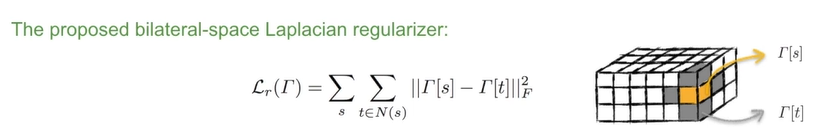 The proposed bilateral-space Laplacian regularizer:
Γ[s]
ℒᵣ(Γ) = ∑ₛ ∑ₜ∈N(s) ||Γ[s] − Γ[t]||²_F
Γ[t]